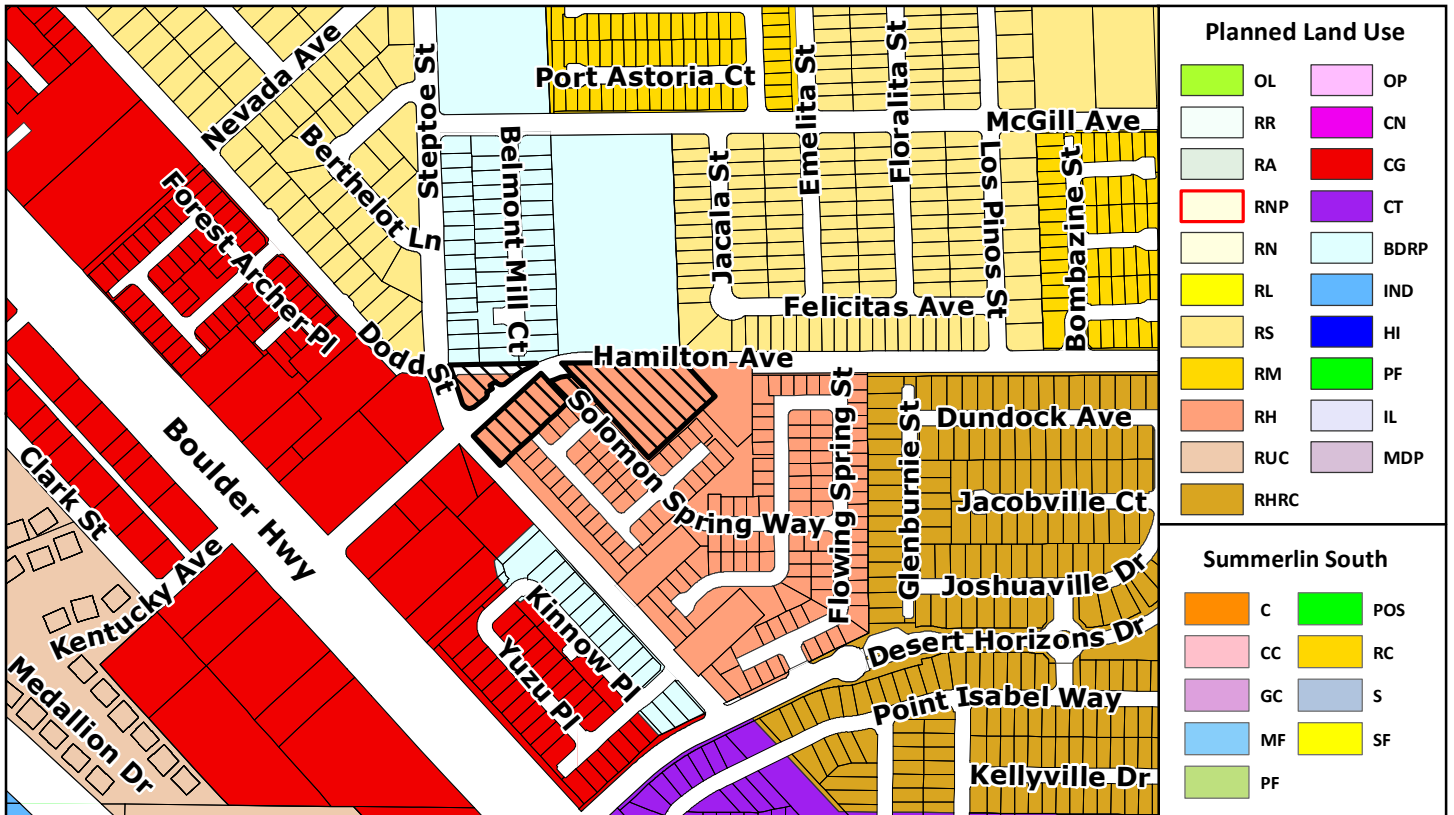 Nevada Ave
Steptoe St
Port Astoria Ct
Emelita St
Floralita St
McGill Ave
Berthelot Ln
Belmont Mill Ct
Jacala St
Los Pinos St
Bombazine St
Forest Archer Pl
Felicitas Ave
Dodd St
Hamilton Ave
Solomon Spring Way
Flowing Spring St
Glenburnie St
Dundock Ave
Boulder Hwy
Clark St
Jacobville Ct
Kentucky Ave
Joshuaville Dr
Kinnow Pl
Yuzu Pl
Desert Horizons Dr
Medallion Dr
Point Isabel Way
Kellyville Dr
Planned Land Use
OL
OP
RR
CN
RA
CG
RNP
CT
RN
BDRP
RL
IND
RS
HI
RM
PF
RH
IL
RUC
MDP
RHRC
Summerlin South
C
POS
CC
RC
GC
S
MF
SF
PF